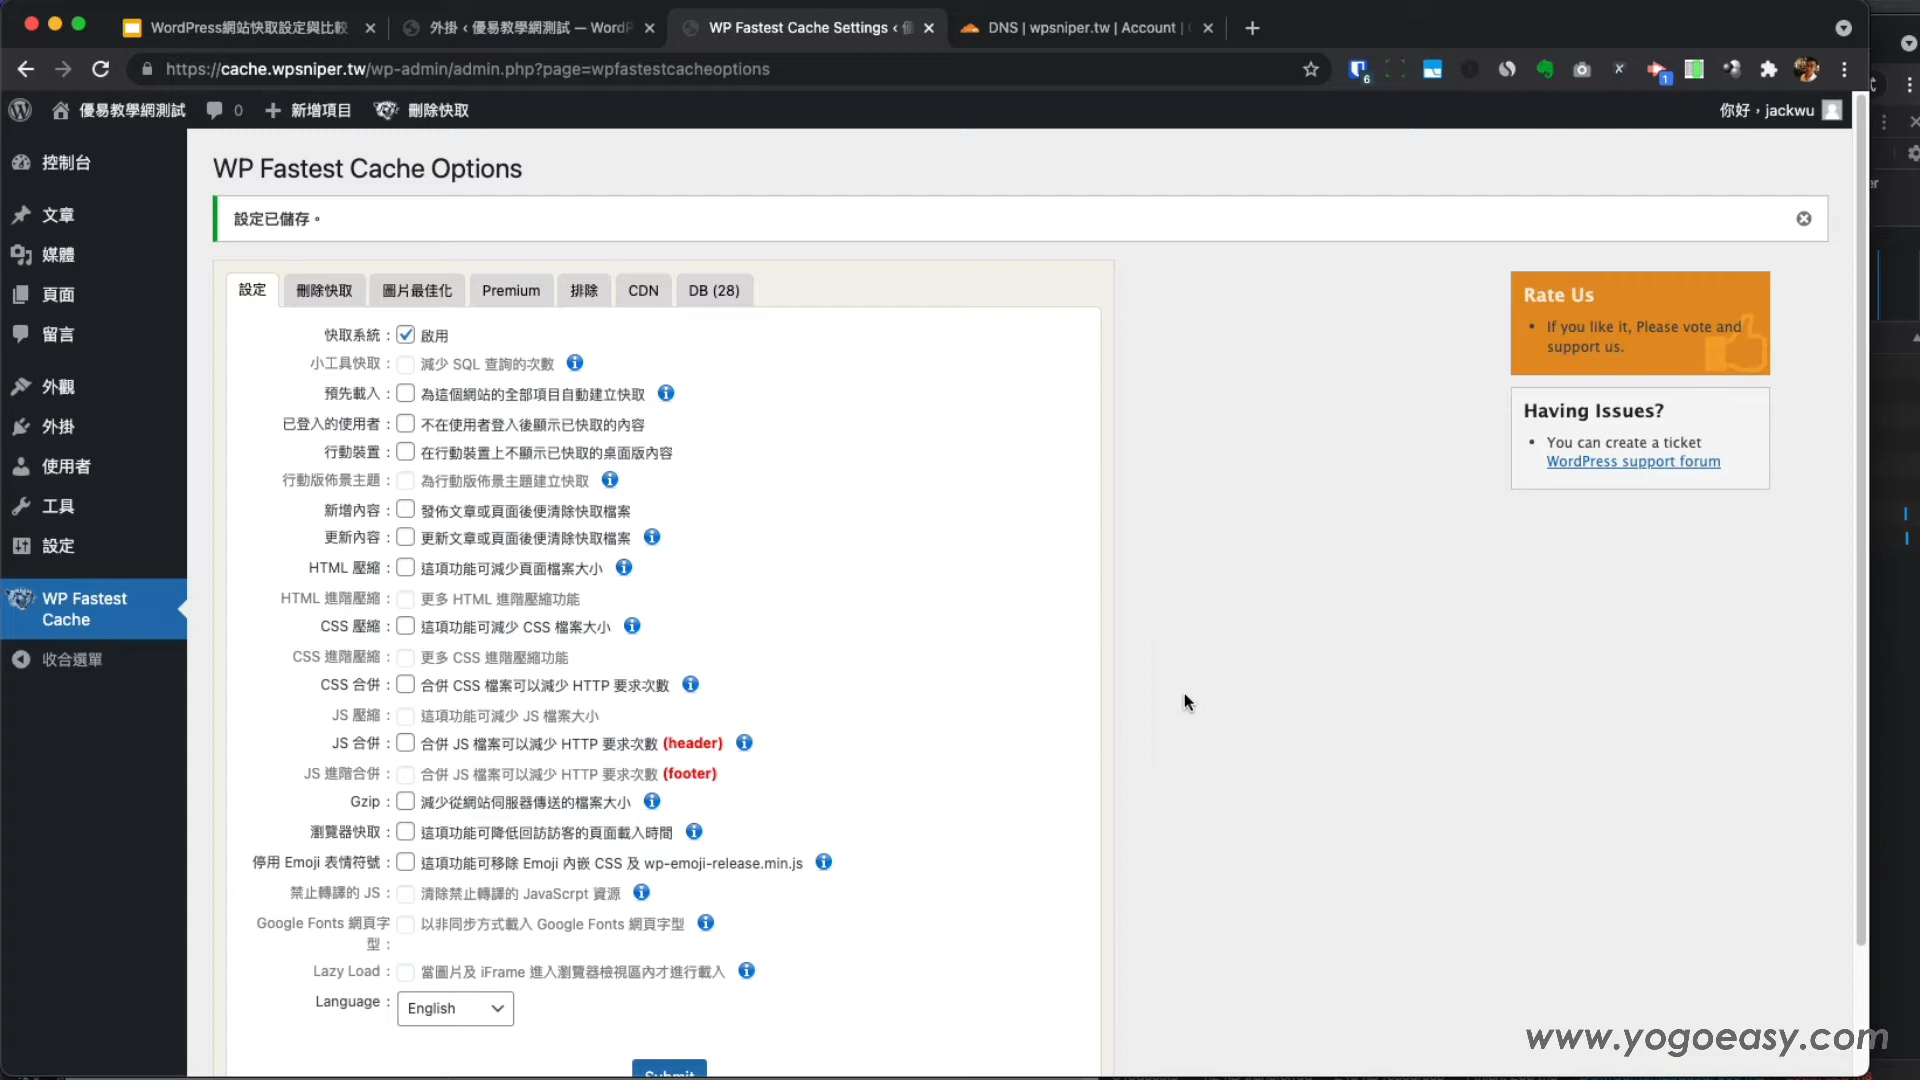 WordPress網站快取設定與比較
外掛 ‹ 優易教學網測試 — WordP
WP Fastest Cache Settings ‹
DNS | wpsniper.tw | Account |
https://cache.wpsniper.tw/wp-admin/admin.php?page=wpfastestcacheoptions
6
1
優易教學網測試
0
新增項目
刪除快取
你好，jackwu
控制台
文章
媒體
頁面
留言
外觀
外掛
使用者
工具
設定
WP Fastest
Cache
收合選單
WP Fastest Cache Options
設定已儲存。
設定
刪除快取
圖片最佳化
Premium
排除
CDN
DB (28)
快取系統 : 啟用
小工具快取 : 減少 SQL 查詢的次數
預先載入 : 為這個網站的全部項目自動建立快取
已登入的使用者 : 不在使用者登入後顯示已快取的內容
行動裝置 : 在行動裝置上不顯示已快取的桌面版內容
行動版佈景主題 : 為行動版佈景主題建立快取
新增內容 : 發佈文章或頁面後便清除快取檔案
更新內容 : 更新文章或頁面後便清除快取檔案
HTML 壓縮 : 這項功能可減少頁面檔案大小
HTML 進階壓縮 : 更多 HTML 進階壓縮功能
CSS 壓縮 : 這項功能可減少 CSS 檔案大小
CSS 進階壓縮 : 更多 CSS 進階壓縮功能
CSS 合併 : 合併 CSS 檔案可以減少 HTTP 要求次數
JS 壓縮 : 這項功能可減少 JS 檔案大小
JS 合併 : 合併 JS 檔案可以減少 HTTP 要求次數 (header)
JS 進階合併 : 合併 JS 檔案可以減少 HTTP 要求次數 (footer)
Gzip : 減少從網站伺服器傳送的檔案大小
瀏覽器快取 : 這項功能可降低回訪訪客的頁面載入時間
停用 Emoji 表情符號 : 這項功能可移除 Emoji 內嵌 CSS 及 wp-emoji-release.min.js
禁止轉譯的 JS : 清除禁止轉譯的 JavaScrpt 資源
Google Fonts 網頁字
型 :
以非同步方式載入 Google Fonts 網頁字型
Lazy Load : 當圖片及 iFrame 進入瀏覽器檢視區內才進行載入
Language : English
Submit
Rate Us
If you like it, Please vote and
support us.
Having Issues?
You can create a ticket
WordPress support forum
www.yogoeasy.com